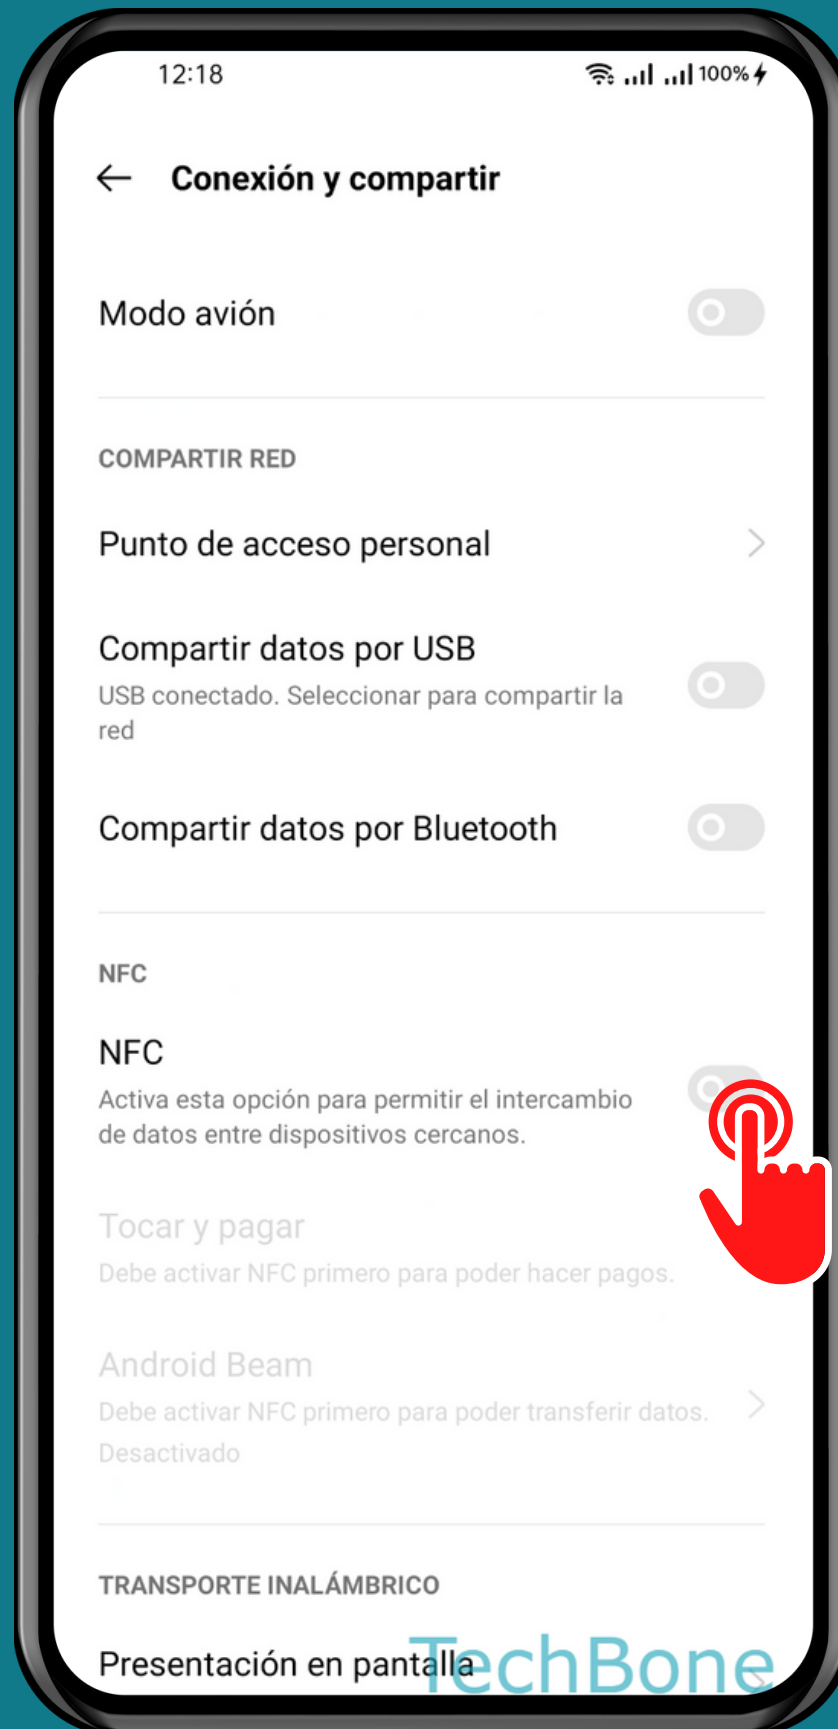 12:18
100%
Conexión y compartir
Modo avión
COMPARTIR RED
Punto de acceso personal
Compartir datos por USB
USB conectado. Seleccionar para compartir la
red
Compartir datos por Bluetooth
NFC
NFC
Activa esta opción para permitir el intercambio
de datos entre dispositivos cercanos.
Tocar y pagar
Debe activar NFC primero para poder hacer pagos.
Android Beam
Debe activar NFC primero para poder transferir datos.
Desactivado
TRANSPORTE INALÁMBRICO
Presentación en pantalla
TechBone